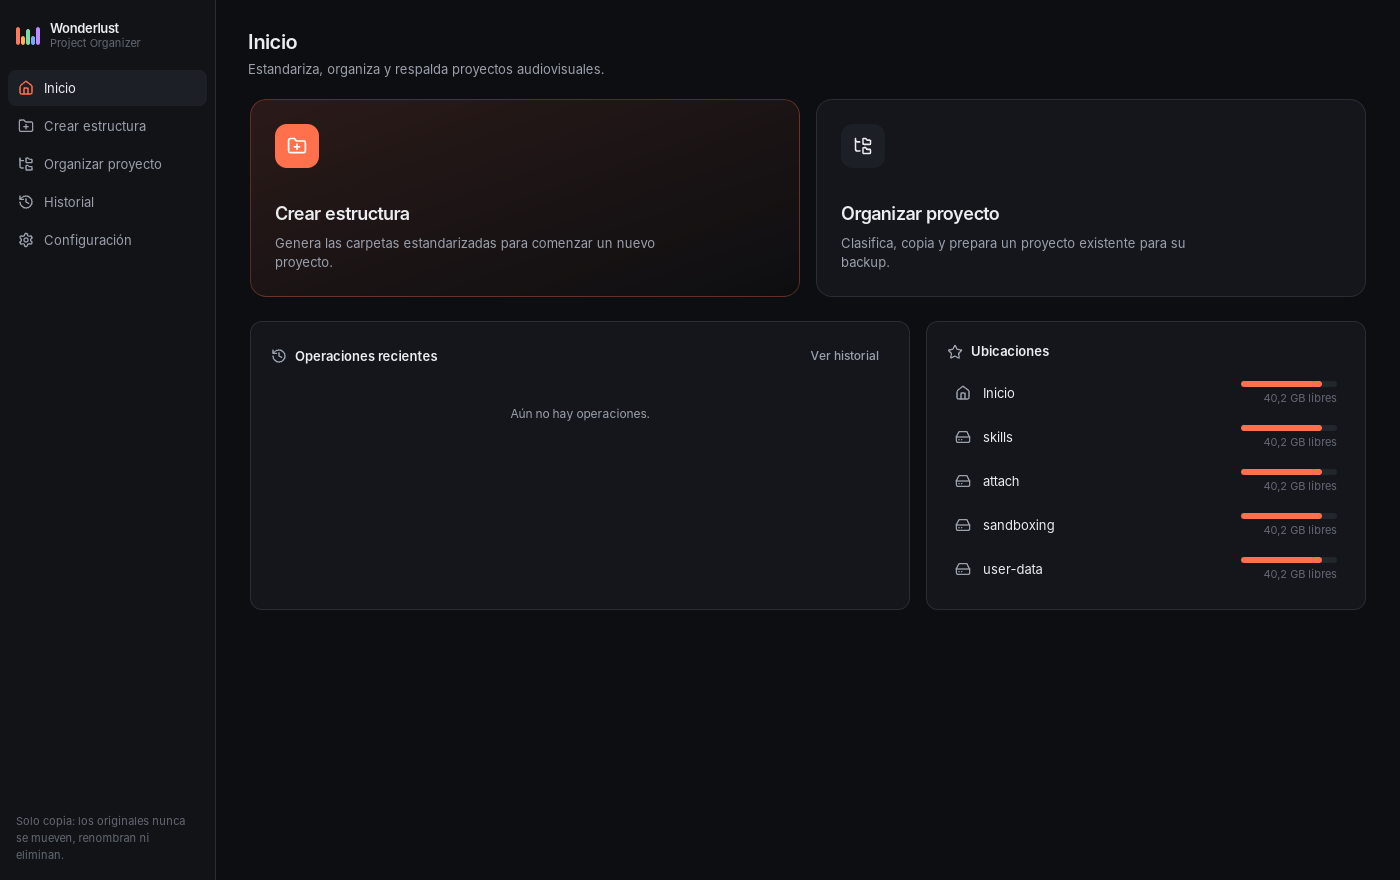 Wonderlust
Project Organizer
Inicio
Crear estructura
Organizar proyecto
Historial
Configuración
Solo copia: los originales nunca
se mueven, renombran ni
eliminan.
Inicio
Estandariza, organiza y respalda proyectos audiovisuales.
Crear estructura
Genera las carpetas estandarizadas para comenzar un nuevo
proyecto.
Organizar proyecto
Clasifica, copia y prepara un proyecto existente para su
backup.
Operaciones recientes
Ver historial
Aún no hay operaciones.
Ubicaciones
Inicio
40,2 GB libres
skills
40,2 GB libres
attach
40,2 GB libres
sandboxing
40,2 GB libres
user-data
40,2 GB libres